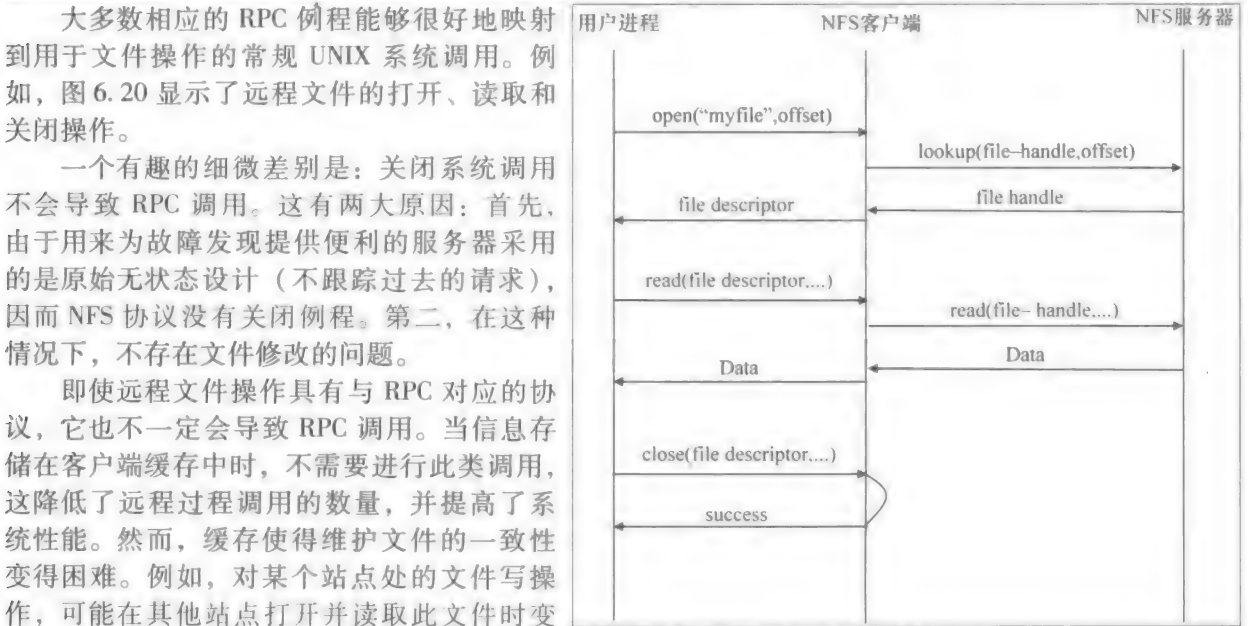 大多数相应的 RPC 例程能够很好地映射
到用于文件操作的常规 UNIX 系统调用。例
如，图 6.20 显示了远程文件的打开、读取和
关闭操作。
一个有趣的细微差别是：关闭系统调用
不会导致 RPC 调用。这有两大原因：首先，
由于用来为故障发现提供便利的服务器采用
的是原始无状态设计（不跟踪过去的请求），
因而 NFS 协议没有关闭例程。第二，在这种
情况下，不存在文件修改的问题。
即使远程文件操作具有与 RPC 对应的协
议，它也不一定会导致 RPC 调用。当信息存
储在客户端缓存中时，不需要进行此类调用，
这降低了远程过程调用的数量，并提高了系
统性能。然而，缓存使得维护文件的一致性
变得困难。例如，对某个站点处的文件写操
作，可能在其他站点打开并读取此文件时变
用户进程
NFS客户端
NFS服务器
open(“myfile”,offset)
lookup(file–handle,offset)
file handle
file descriptor
read(file descriptor,...)
read(file– handle,...)
Data
Data
close(file descriptor,...)
success